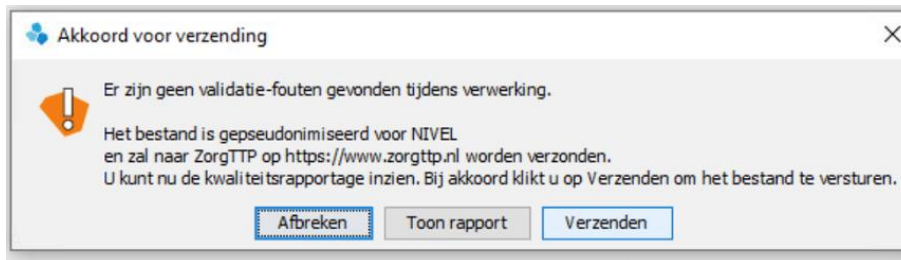 Akkoord voor verzending
Er zijn geen validatie-fouten gevonden tijdens verwerking.
Het bestand is gepseudonimiseerd voor NIVEL
en zal naar ZorgTTP op https://www.zorgttp.nl worden verzonden.
U kunt nu de kwaliteitsrapportage inzien. Bij akkoord klikt u op Verzenden om het bestand te versturen.
Afbreken Toon rapport Verzenden